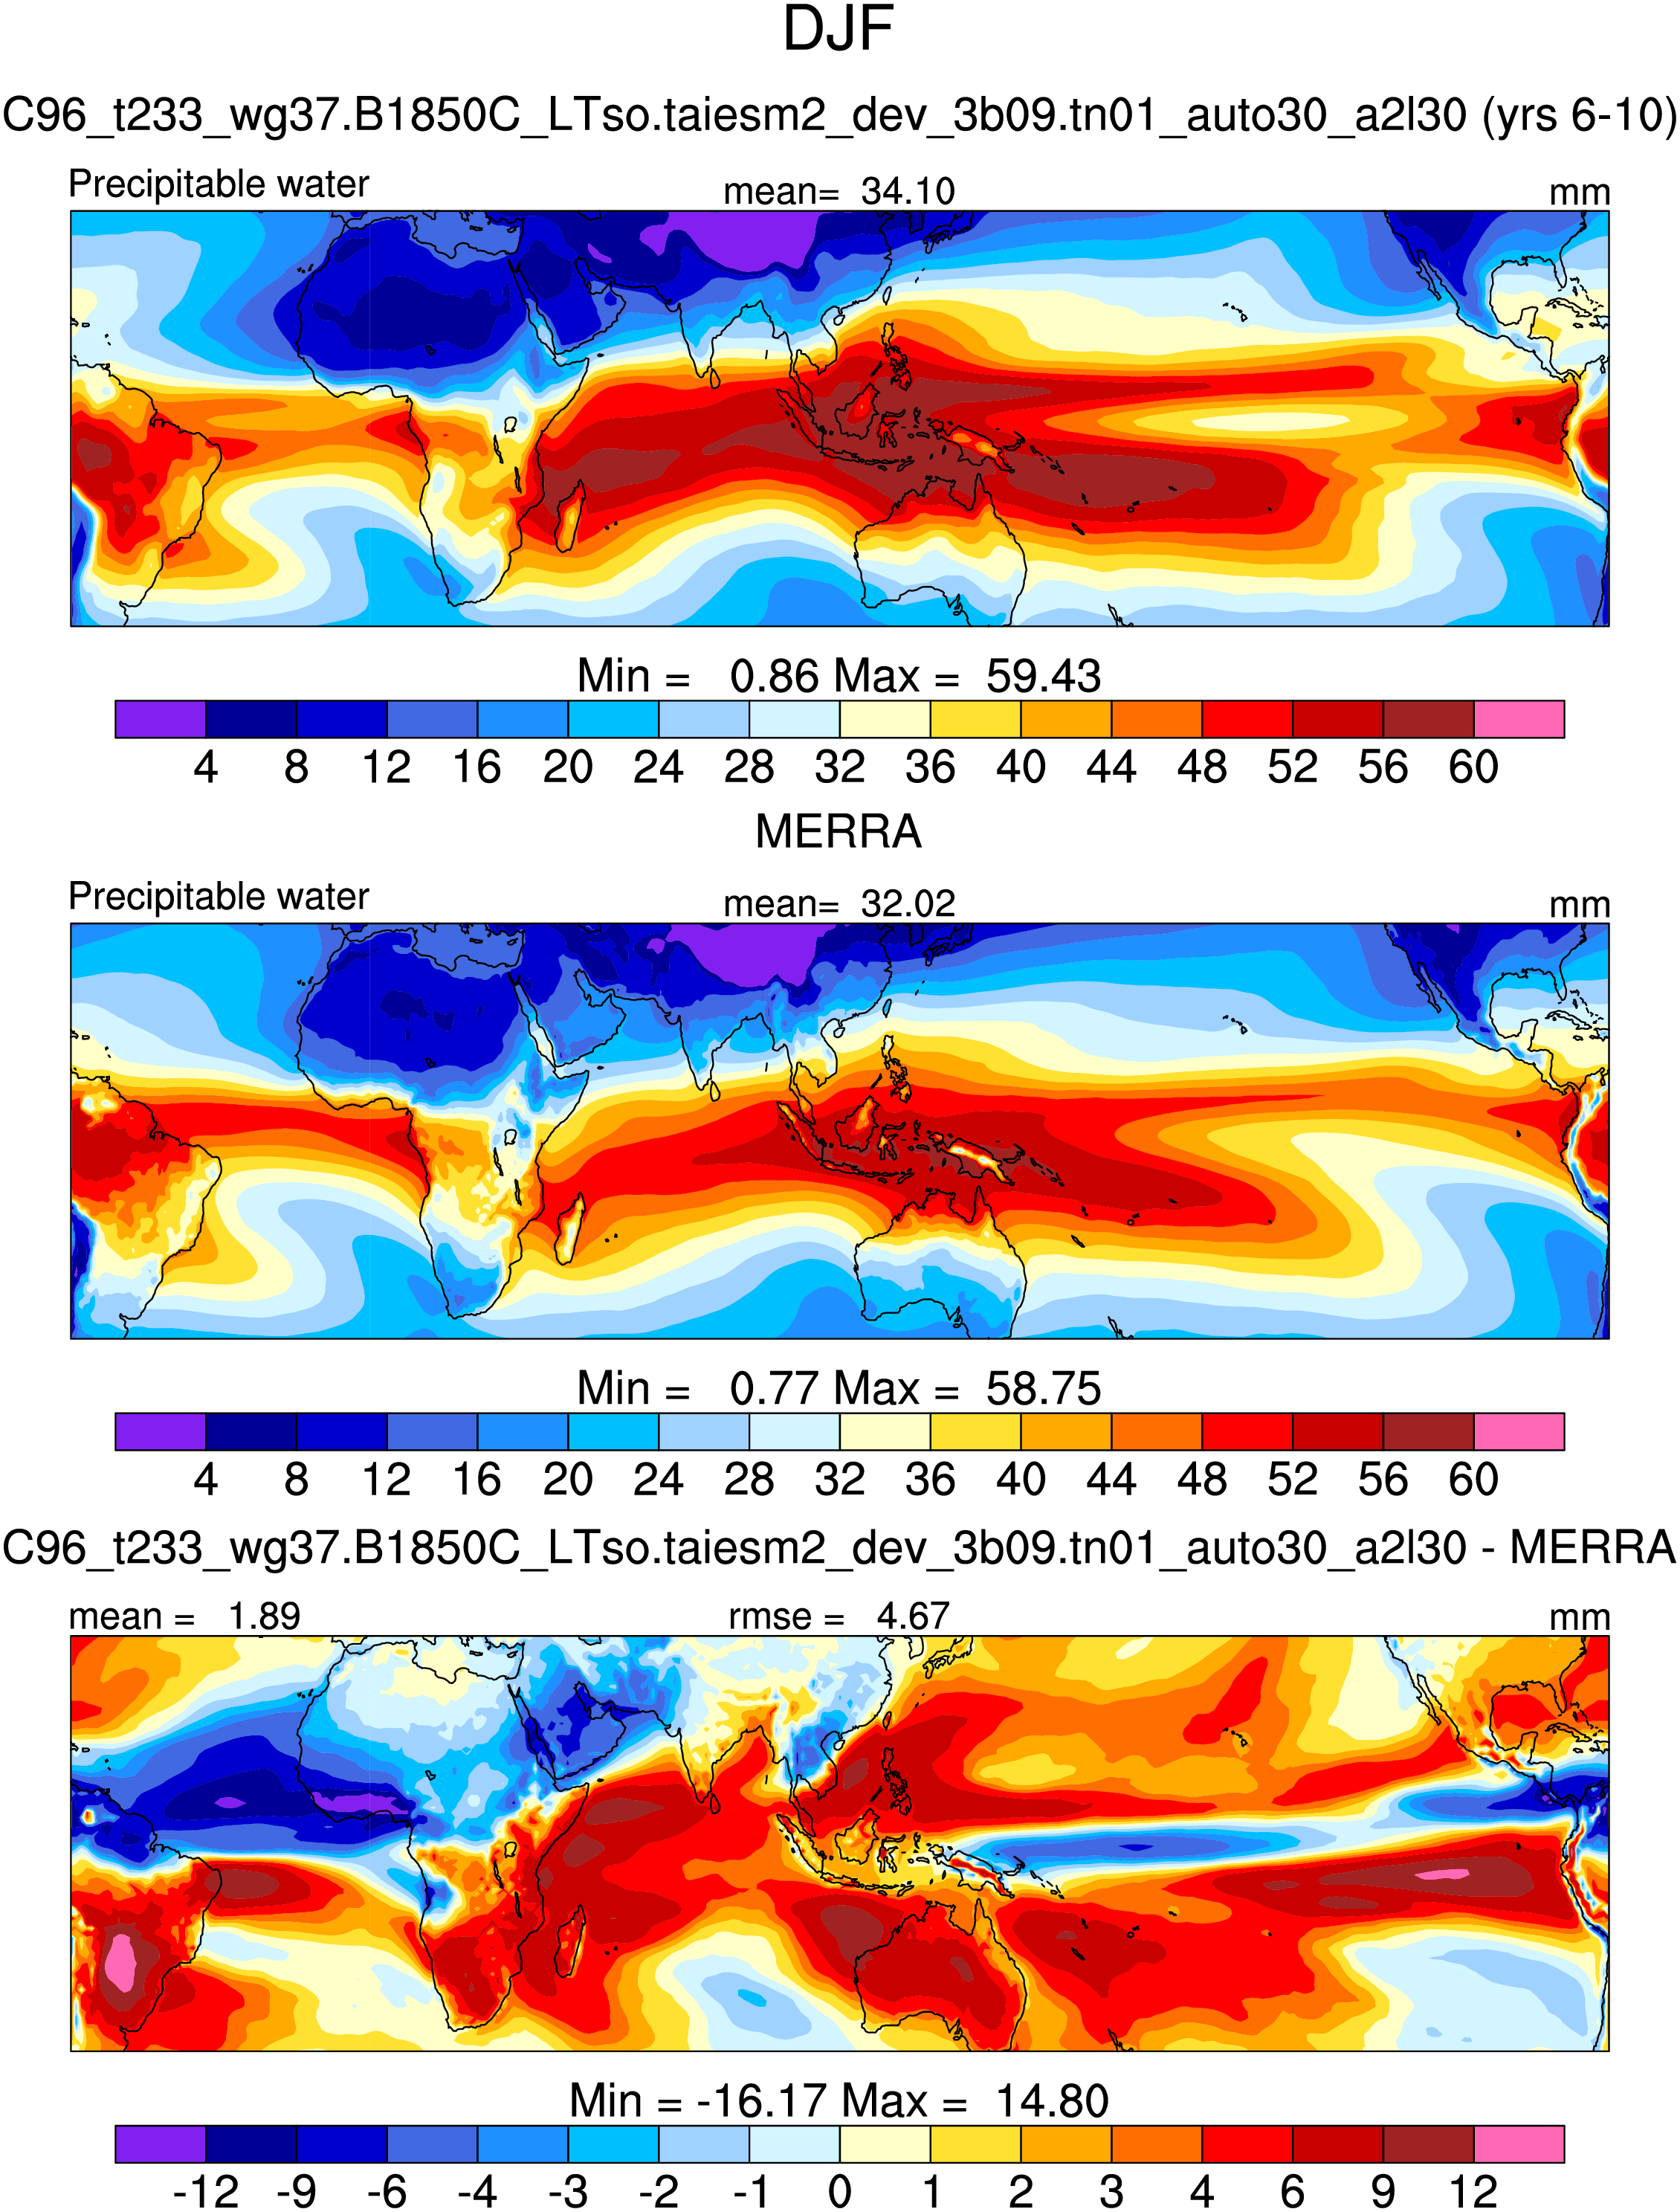 DJF
C96_t233_wg37.B1850C_LTso.taiesm2_dev_3b09.tn01_auto30_a2l30 (yrs 6-10)
Precipitable water mean= 34.10 mm
Min = 0.86 Max = 59.43
4 8 12 16 20 24 28 32 36 40 44 48 52 56 60
MERRA
Precipitable water mean= 32.02 mm
Min = 0.77 Max = 58.75
4 8 12 16 20 24 28 32 36 40 44 48 52 56 60
C96_t233_wg37.B1850C_LTso.taiesm2_dev_3b09.tn01_auto30_a2l30 - MERRA
mean = 1.89 rmse = 4.67 mm
Min = -16.17 Max = 14.80
-12 -9 -6 -4 -3 -2 -1 0 1 2 3 4 6 9 12